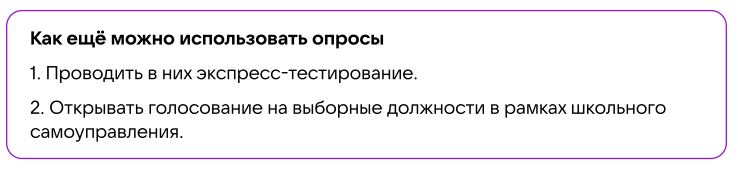 Как ещё можно использовать опросы
1. Проводить в них экспресс-тестирование.
2. Открывать голосование на выборные должности в рамках школьного
самоуправления.